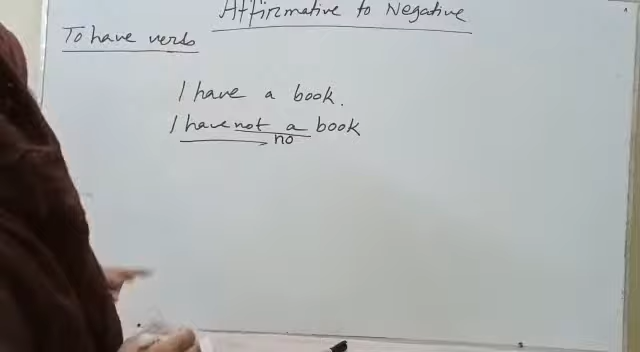 Affirmative to Negative
To have verbs
I have a book.
I have not a book
no